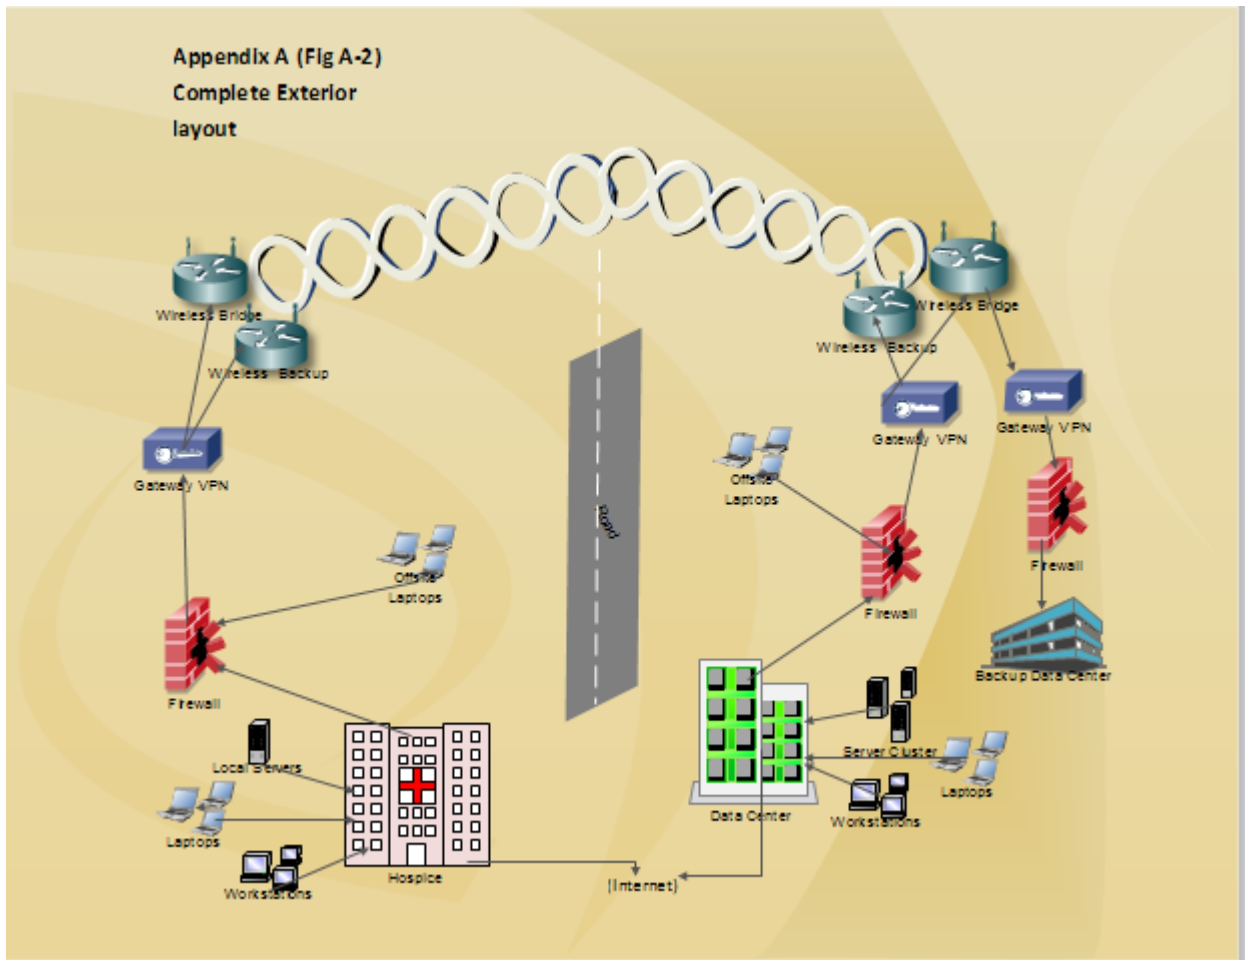 Appendix A (Fig A-2)
Complete Exterior
layout
Wireless Bridge
Wireless Backup
Wireless Bridge
Wireless Backup
Gateway VPN
Gateway VPN
Gateway VPN
Offsite
Laptops
Road
Offsite
Laptops
Firewall
Firewall
Firewall
Backup Data Center
Local Servers
Server Cluster
Laptops
Laptops
Data Center
Workstations
Workstations
Hospice
(Internet)